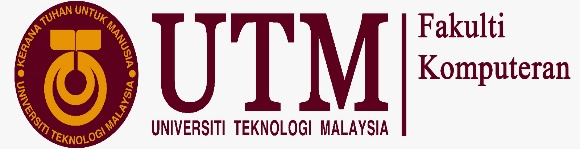 KERANA TUHAN UNTUK MANUSIA
UNIVERSITI TEKNOLOGI MALAYSIA
UTM
UNIVERSITI TEKNOLOGI MALAYSIA
Fakulti
Komputeran